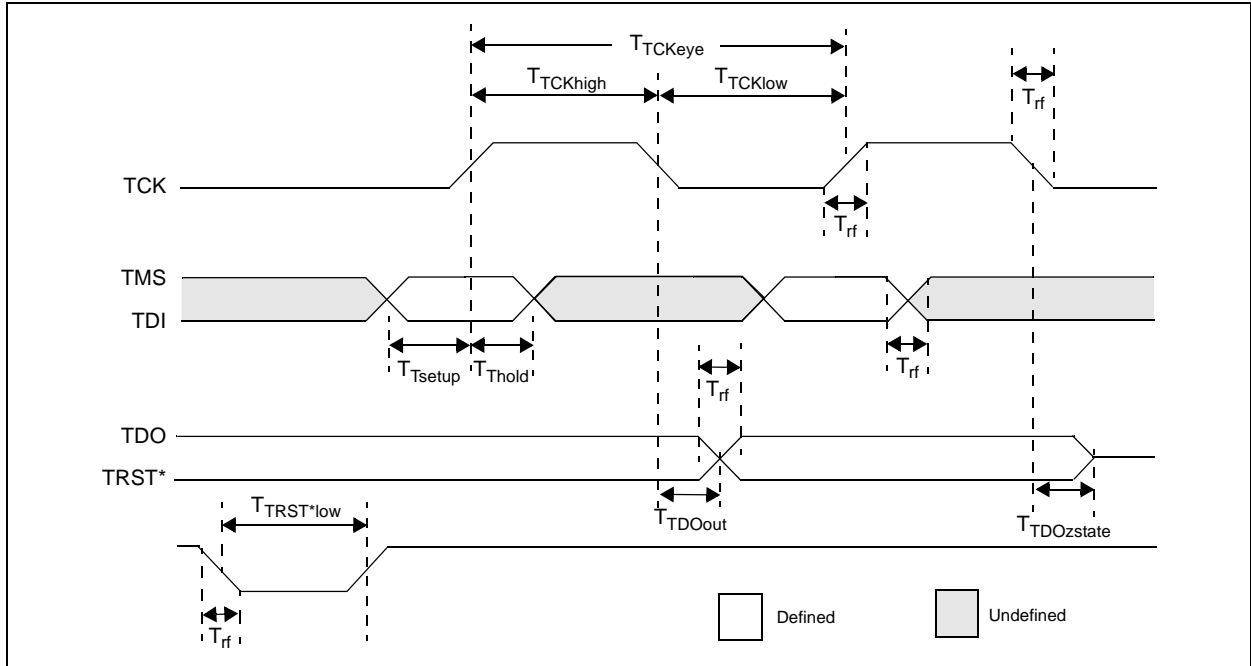 TTCKeye
TTCKhigh
TTCKlow
Trf
TCK
Trf
TMS
TDI
TTsetup
TThold
Trf
Trf
TDO
TRST*
TTRST*low
TTDOout
TTDOzstate
Trf
Defined
Undefined